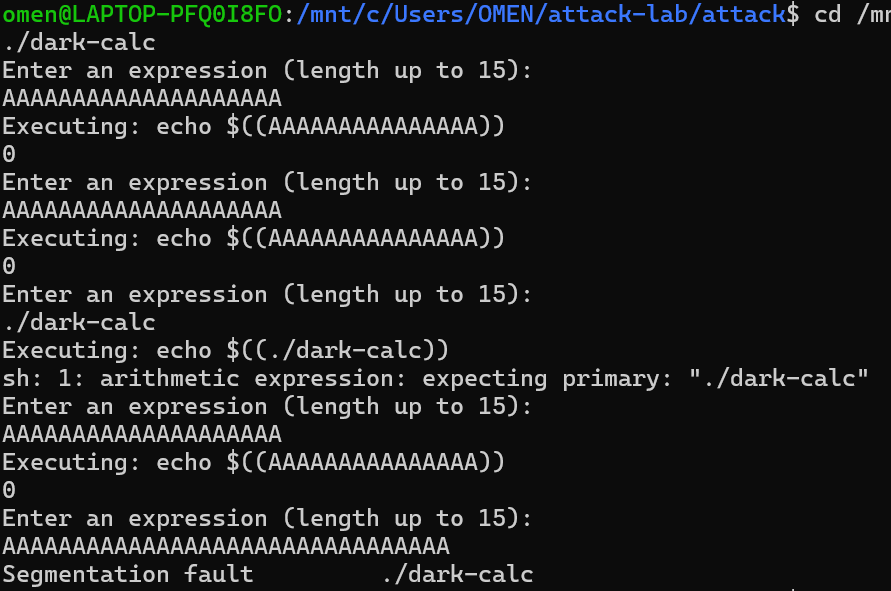 omen@LAPTOP-PFQ0I8FO:/mnt/c/Users/OMEN/attack-lab/attack$ cd /mn
./dark-calc
Enter an expression (length up to 15):
AAAAAAAAAAAAAAAAAAAA
Executing: echo $((AAAAAAAAAAAAAAA))
0
Enter an expression (length up to 15):
AAAAAAAAAAAAAAAAAAAA
Executing: echo $((AAAAAAAAAAAAAAA))
0
Enter an expression (length up to 15):
./dark-calc
Executing: echo $((./dark-calc))
sh: 1: arithmetic expression: expecting primary: "./dark-calc"
Enter an expression (length up to 15):
AAAAAAAAAAAAAAAAAAAA
Executing: echo $((AAAAAAAAAAAAAAA))
0
Enter an expression (length up to 15):
AAAAAAAAAAAAAAAAAAAAAAAAAAAAAAAA
Segmentation fault         ./dark-calc